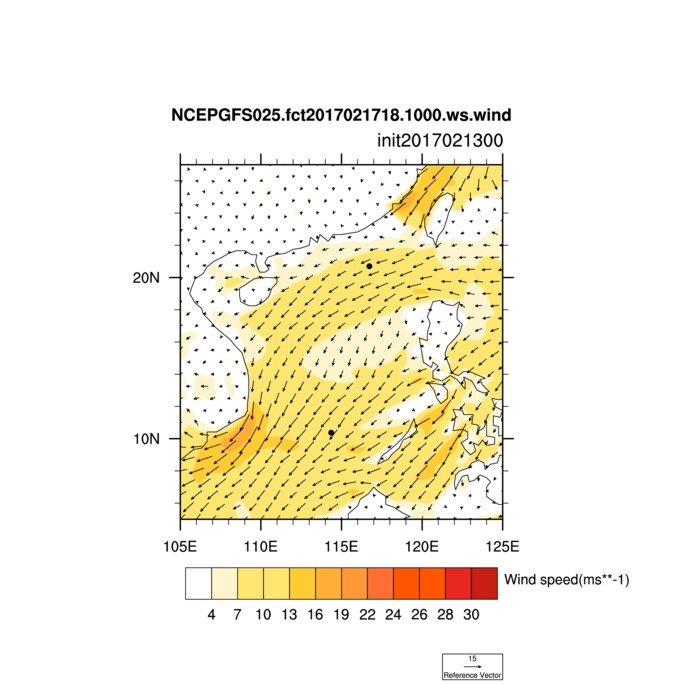 NCEPGFS025.fct2017021718.1000.ws.wind
init2017021300
20N
10N
105E 110E 115E 120E 125E
Wind speed(ms**-1)
4 7 10 13 16 19 22 24 26 28 30
15
Reference Vector